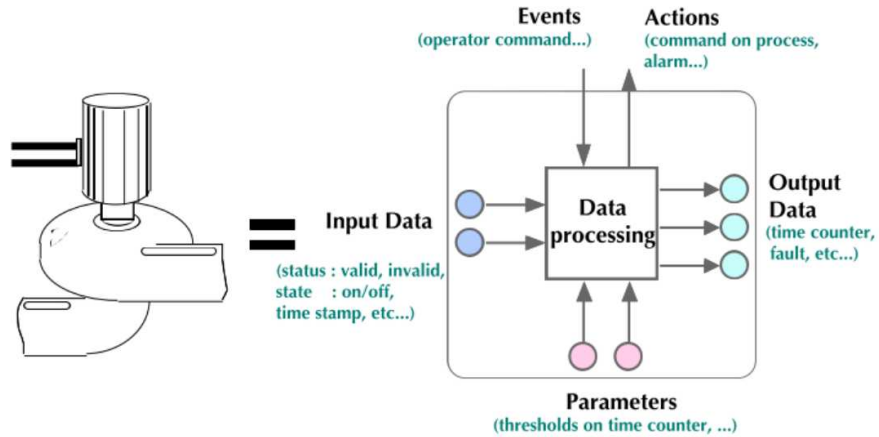 Events
(operator command...)
Actions
(command on process,
alarm...)
Input Data
(status : valid, invalid,
state : on/off,
time stamp, etc...)
Data
processing
Output
Data
(time counter,
fault, etc...)
Parameters
(thresholds on time counter, ...)